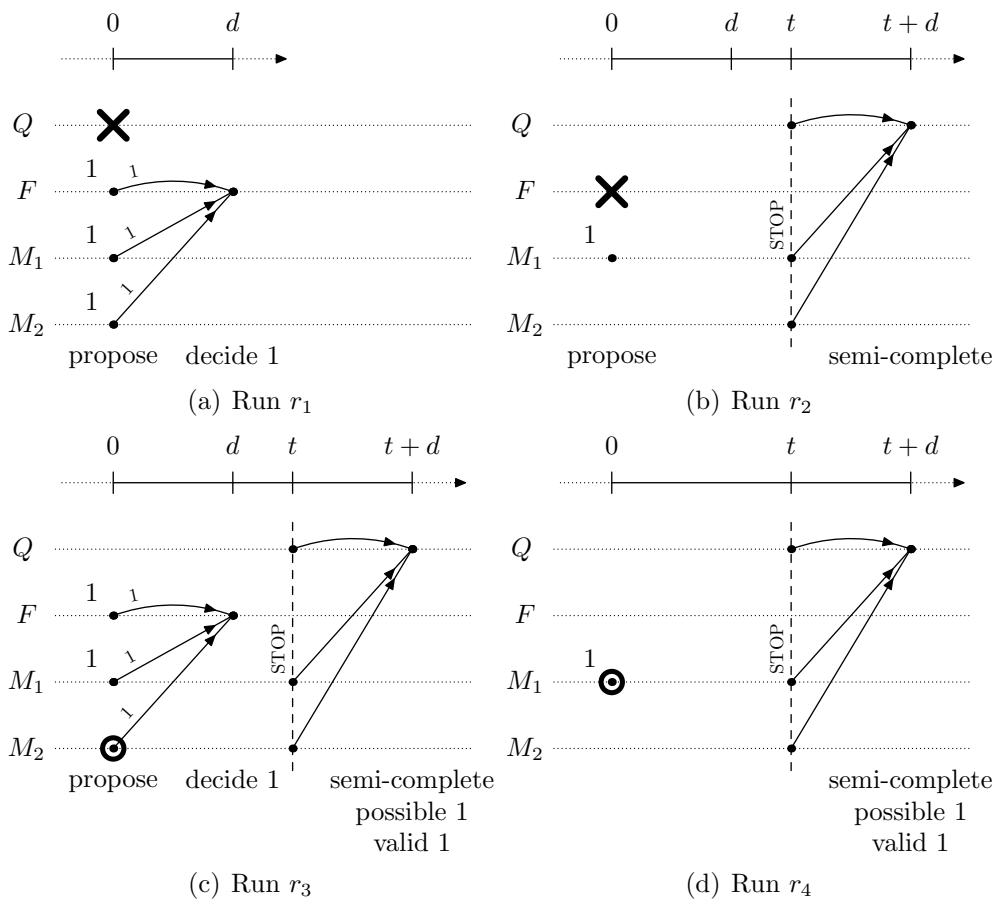 0 d
Q
1 1
F
1 1
M₁
1 1
M₂
propose decide 1
(a) Run r₁
0 d t t + d
Q
F
STOP
1
M₁
M₂
propose semi-complete
(b) Run r₂
0 d t t + d
Q
1 1
F
STOP
1 1
M₁
1
M₂
propose decide 1 semi-complete
possible 1
valid 1
(c) Run r₃
0 t t + d
Q
F
STOP
1
M₁
M₂
semi-complete
possible 1
valid 1
(d) Run r₄